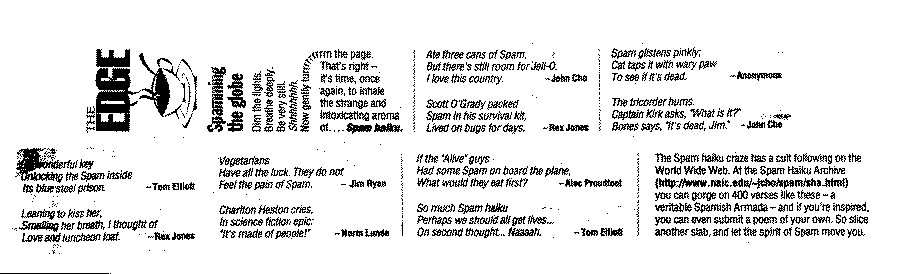 THE
EDGE
Spamming
the globe
Dim the lights.
Breathe deeply.
Be very still.
Shhhhhhh.
Now gently turrrrrrrn the page.
That's right –
it's time, once
again, to inhale
the strange and
intoxicating aroma
of. . . . Spam haiku.
Ate three cans of Spam,
But there's still room for Jell-O.
I love this country. – John Cho
Scott O'Grady packed
Spam in his survival kit,
Lived on bugs for days. – Rex Jones
Spam glistens pinkly;
Cat taps it with wary paw
To see if it's dead. – Anonymous
The tricorder hums.
Captain Kirk asks, "What is it?"
Bones says, "It's dead, Jim." – John Cho
wonderful key
Unlocking the Spam inside
Its blue steel prison. – Tom Elliott
Leaning to kiss her,
Smelling her breath, I thought of
Love and luncheon loaf. – Rex Jones
Vegetarians
Have all the luck. They do not
Feel the pain of Spam. – Jim Ryan
Charlton Heston cries,
In science fiction epic:
"It's made of people!" – Norm Lunde
If the "Alive" guys
Had some Spam on board the plane,
What would they eat first? – Alec Proudfoot
So much Spam haiku
Perhaps we should all get lives...
On second thought... Naaaah. – Tom Elliott
The Spam haiku craze has a cult following on the
World Wide Web. At the Spam Haiku Archive
(http://www.naic.edu/~jcho/spam/sha.html)
you can gorge on 400 verses like these – a
veritable Spamish Armada – and if you're inspired,
you can even submit a poem of your own. So slice
another slab, and let the spirit of Spam move you.